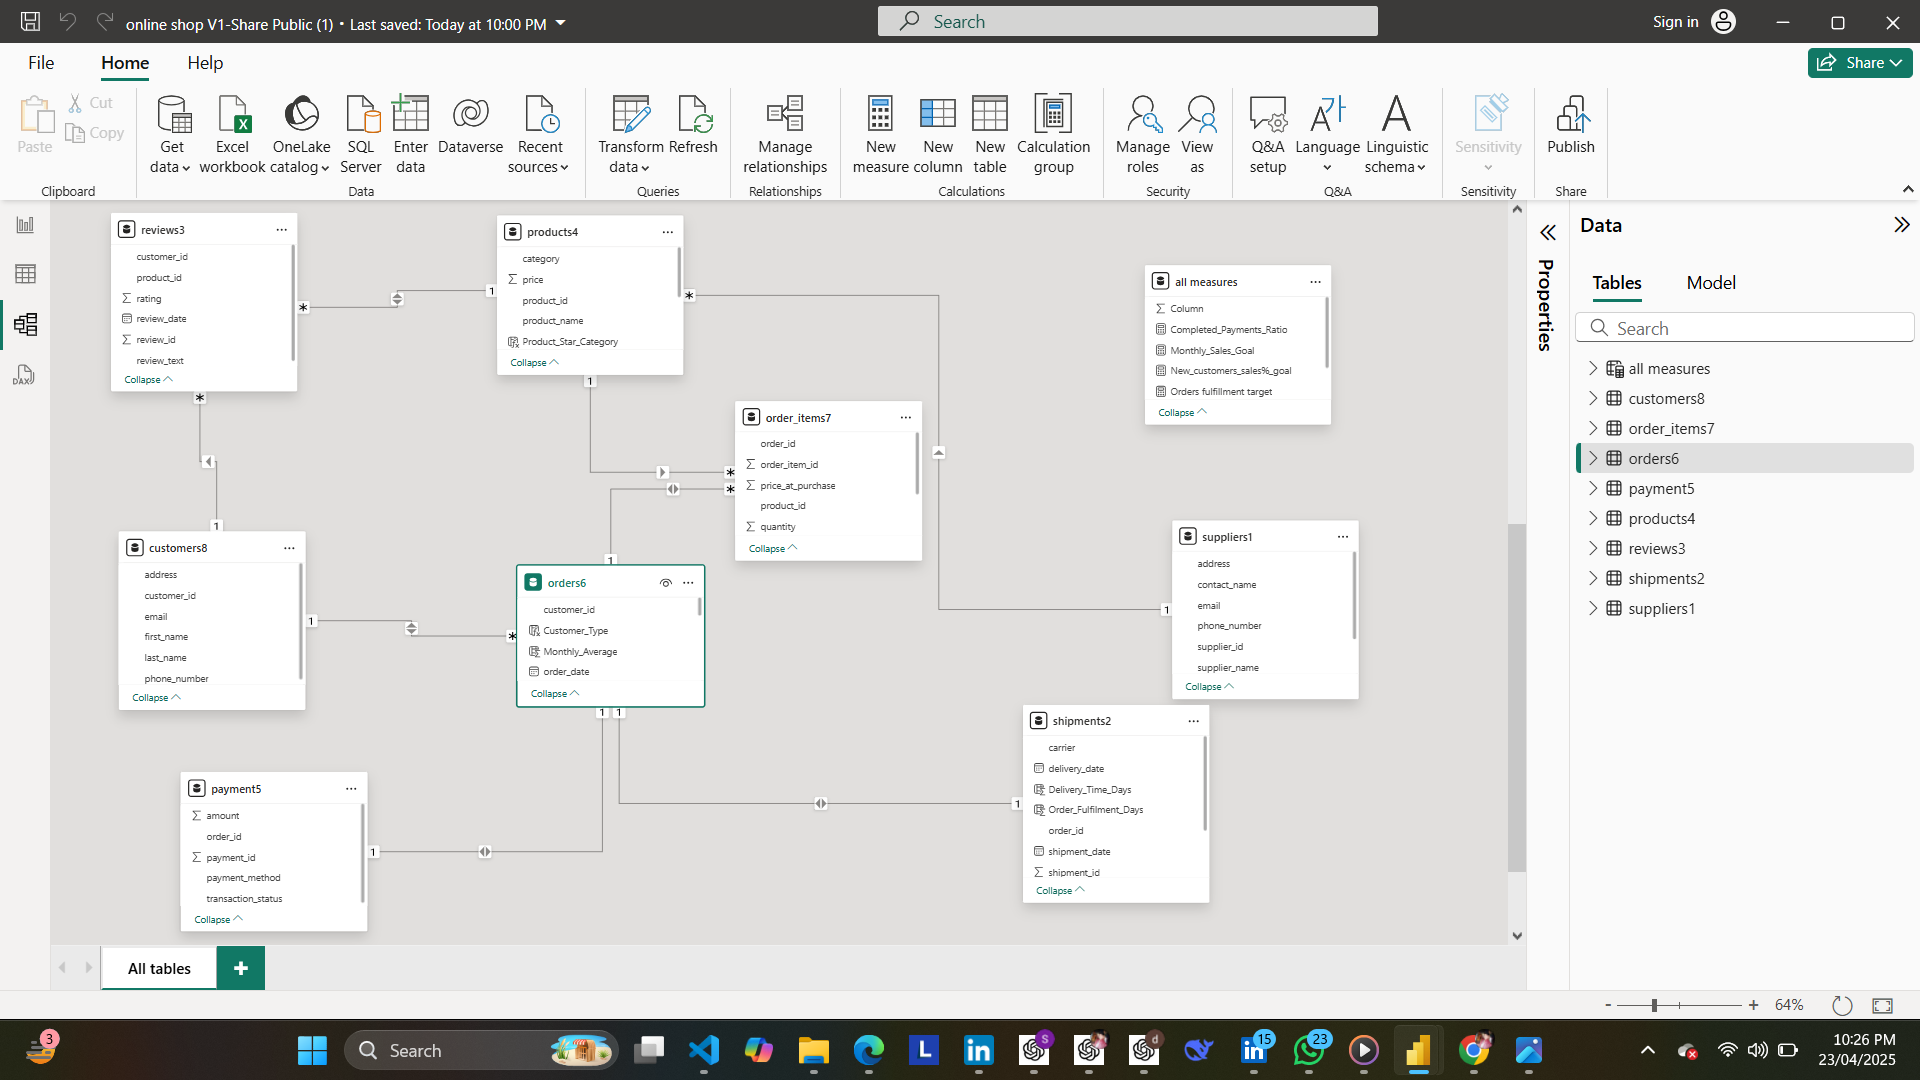 online shop V1-Share Public (1) • Last saved: Today at 10:00 PM
Search
Sign in
File
Home
Help
Share
Paste
Cut
Copy
Clipboard
Get data
Excel workbook
OneLake catalog
SQL Server
Enter data
Dataverse
Recent sources
Data
Transform data
Refresh
Queries
Manage relationships
Relationships
New measure
New column
New table
Calculation group
Calculations
Manage roles
View as
Security
Q&A setup
Language
Linguistic schema
Q&A
Sensitivity
Sensitivity
Publish
Share
DAX
reviews3
customer_id
product_id
rating
review_date
review_id
review_text
Collapse
products4
category
price
product_id
product_name
Product_Star_Category
Collapse
all measures
Column
Completed_Payments_Ratio
Monthly_Sales_Goal
New_customers_sales%_goal
Orders fulfillment target
Collapse
order_items7
order_id
order_item_id
price_at_purchase
product_id
quantity
Collapse
customers8
address
customer_id
email
first_name
last_name
phone_number
Collapse
orders6
customer_id
Customer_Type
Monthly_Average
order_date
Collapse
suppliers1
address
contact_name
email
phone_number
supplier_id
supplier_name
Collapse
shipments2
carrier
delivery_date
Delivery_Time_Days
Order_Fulfilment_Days
order_id
shipment_date
shipment_id
Collapse
payment5
amount
order_id
payment_id
payment_method
transaction_status
Collapse
* 1
* 1
1 *
1 *
1 *
* 1
1 1
1 1
Properties
Data
Tables
Model
Search
all measures
customers8
order_items7
orders6
payment5
products4
reviews3
shipments2
suppliers1
All tables
+
- + 64%
3
Search
L
in
S
d
in
15
23
10:26 PM
23/04/2025